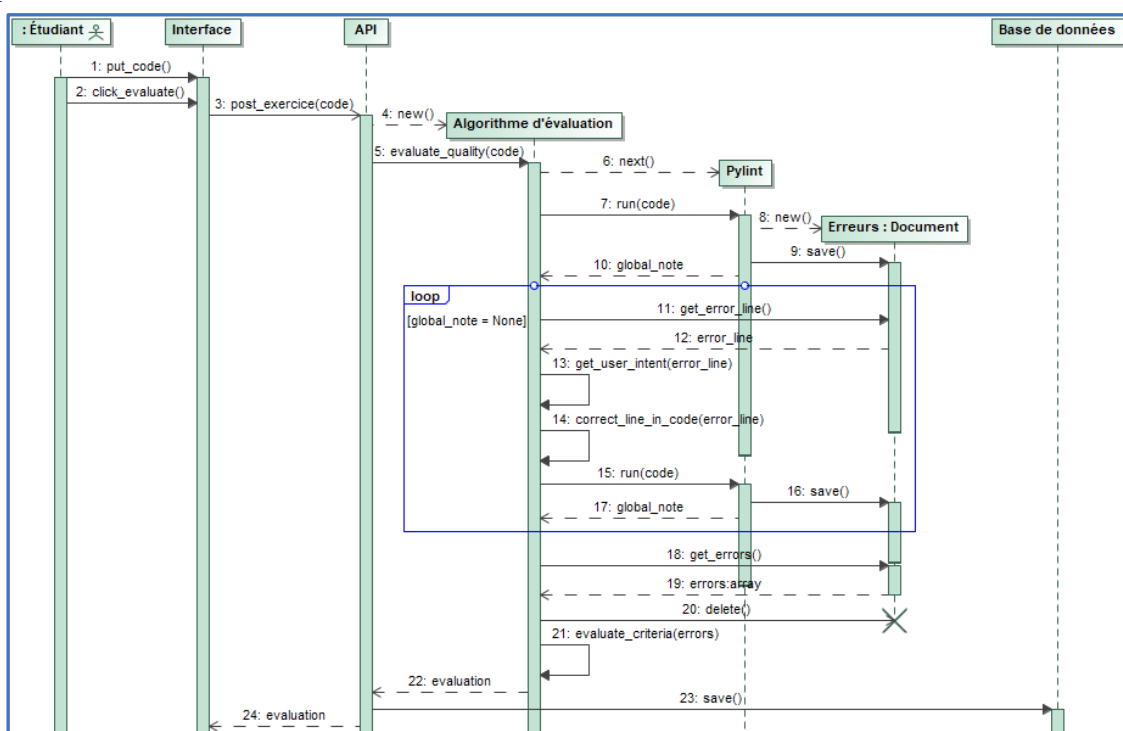 : Étudiant
Interface
API
Base de données
1: put_code()
2: click_evaluate()
3: post_exercice(code)
4: new()
Algorithme d'évaluation
5: evaluate_quality(code)
6: next()
Pylint
7: run(code)
8: new()
Erreurs : Document
9: save()
10: global_note
loop
[global_note = None]
11: get_error_line()
12: error_line
13: get_user_intent(error_line)
14: correct_line_in_code(error_line)
15: run(code)
16: save()
17: global_note
18: get_errors()
19: errors:array
20: delete()
21: evaluate_criteria(errors)
22: evaluation
23: save()
24: evaluation